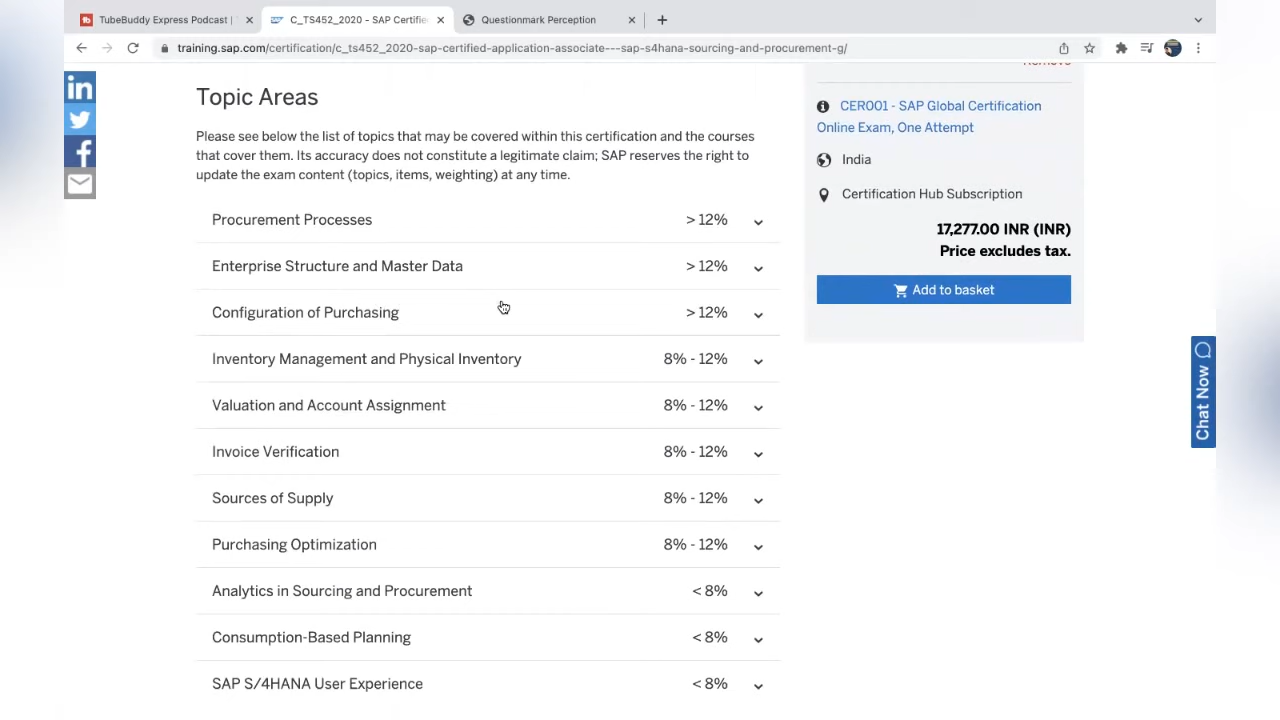 TubeBuddy Express Podcast |
C_TS452_2020 - SAP Certifie
Questionmark Perception
training.sap.com/certification/c_ts452_2020-sap-certified-application-associate---sap-s4hana-sourcing-and-procurement-g/
Topic Areas
Please see below the list of topics that may be covered within this certification and the courses
that cover them. Its accuracy does not constitute a legitimate claim; SAP reserves the right to
update the exam content (topics, items, weighting) at any time.
Procurement Processes > 12%
Enterprise Structure and Master Data > 12%
Configuration of Purchasing > 12%
Inventory Management and Physical Inventory 8% - 12%
Valuation and Account Assignment 8% - 12%
Invoice Verification 8% - 12%
Sources of Supply 8% - 12%
Purchasing Optimization 8% - 12%
Analytics in Sourcing and Procurement < 8%
Consumption-Based Planning < 8%
SAP S/4HANA User Experience < 8%
Remove
CER001 - SAP Global Certification
Online Exam, One Attempt
India
Certification Hub Subscription
17,277.00 INR (INR)
Price excludes tax.
Add to basket
Chat Now